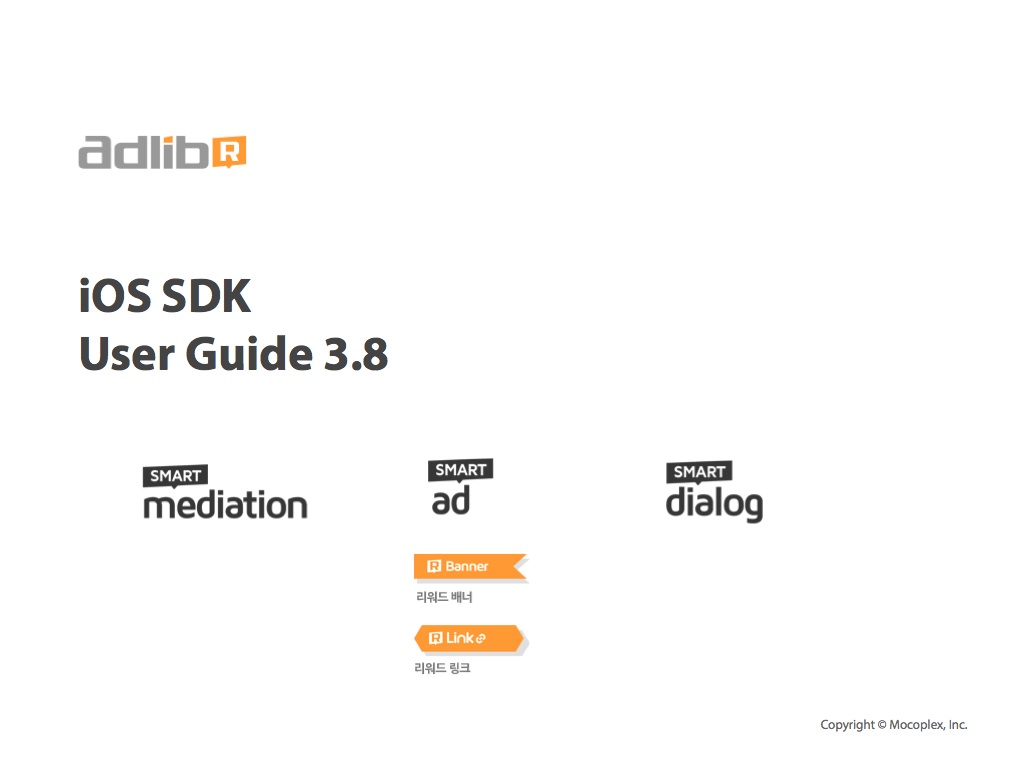 adlib R
iOS SDK
User Guide 3.8
SMART
mediation
SMART
ad
SMART
dialog
R Banner
리워드 배너
R Link
리워드 링크
Copyright © Mocoplex, Inc.